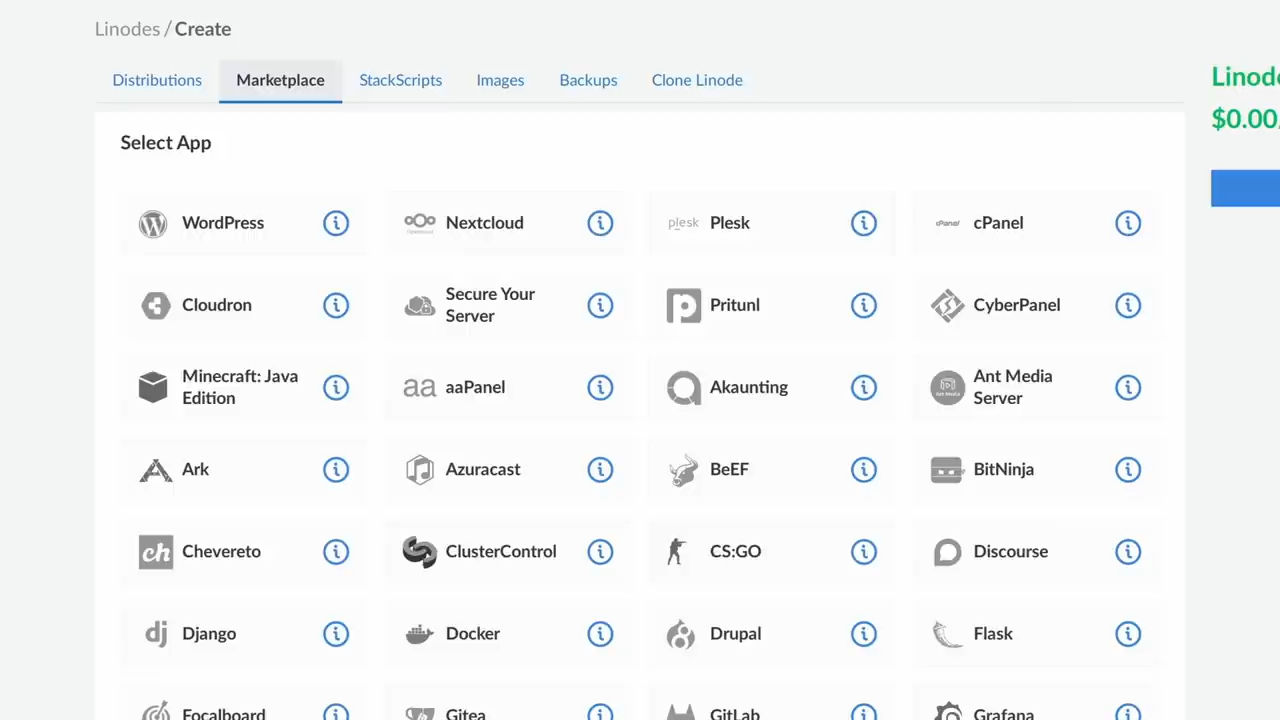 Linodes / Create
Distributions Marketplace StackScripts Images Backups Clone Linode
Linod
$0.00
Select App
WordPress
Nextcloud
plesk Plesk
cPanel cPanel
Cloudron
Secure Your
Server
Pritunl
CyberPanel
Minecraft: Java
Edition
aa aaPanel
Akaunting
Ant Media
Server
Ark
Azuracast
BeEF
BitNinja
ch Chevereto
ClusterControl
CS:GO
Discourse
dj Django
Docker
Drupal
Flask
Focalboard
Gitea
GitLab
Grafana